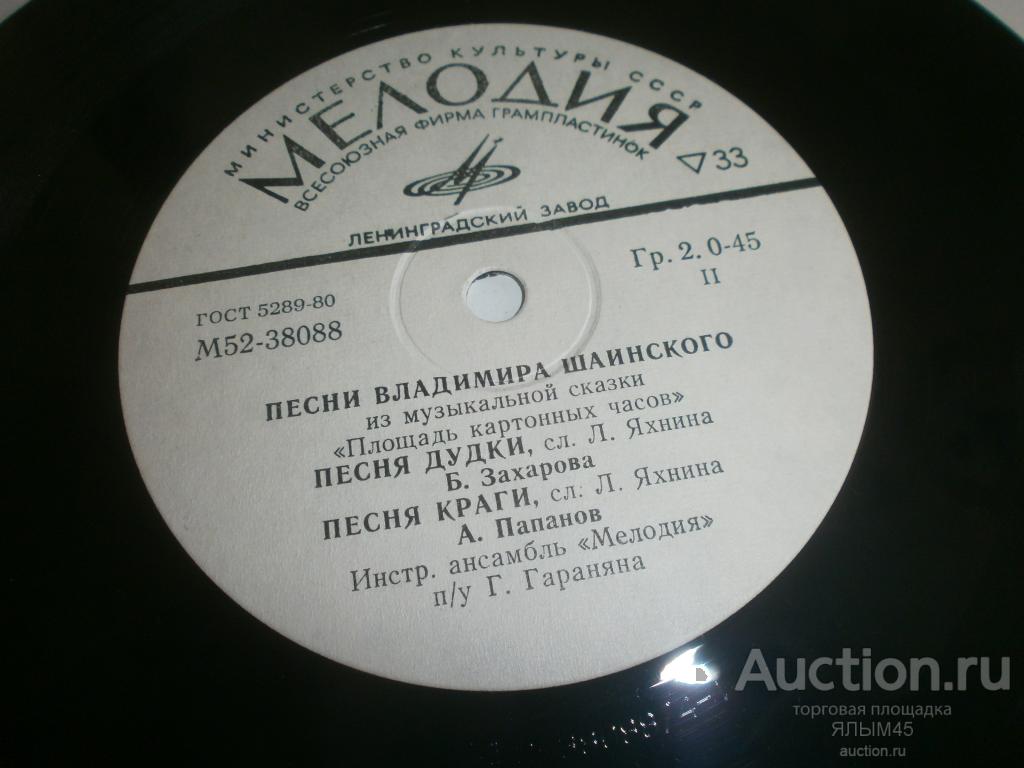 МИНИСТЕРСТВО КУЛЬТУРЫ СССР
МЕЛОДИЯ
ВСЕСОЮЗНАЯ ФИРМА ГРАМПЛАСТИНОК
▽33
ЛЕНИНГРАДСКИЙ ЗАВОД
ГОСТ 5289-80
М52-38088
Гр. 2. 0-45
II
ПЕСНИ ВЛАДИМИРА ШАИНСКОГО
из музыкальной сказки
«Площадь картонных часов»
ПЕСНЯ ДУДКИ, сл. Л. Яхнина
Б. Захарова
ПЕСНЯ КРАГИ, сл. Л. Яхнина
А. Папанов
Инстр. ансамбль «Мелодия»
п/у Г. Гараняна
Auction.ru
торговая площадка
ЯЛЫМ45
auction.ru